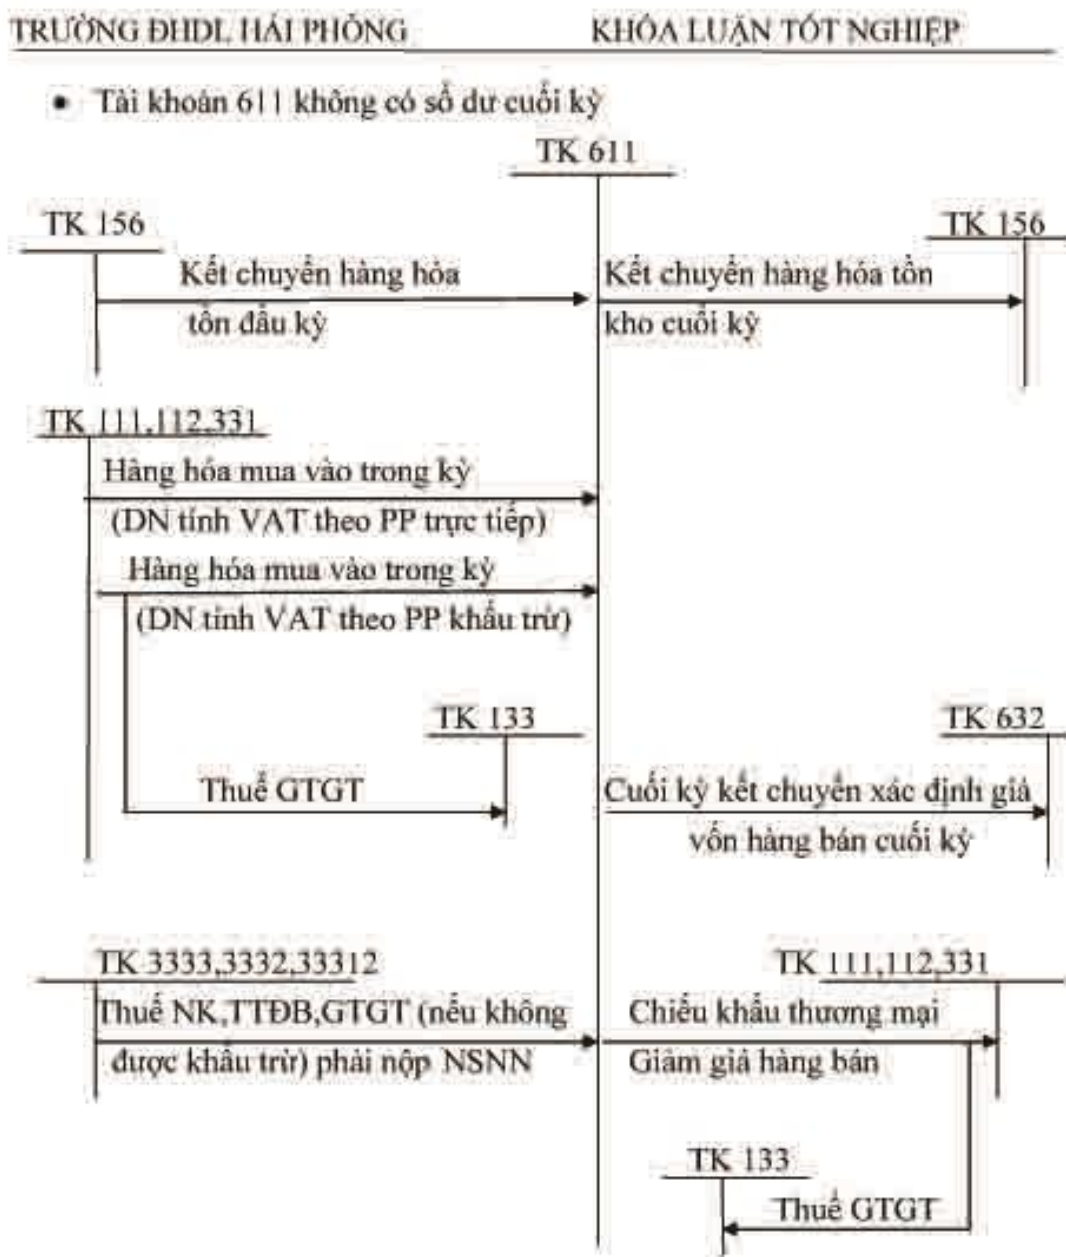 TRƯỜNG ĐHDL HẢI PHÒNG KHÓA LUẬN TỐT NGHIỆP
• Tài khoản 611 không có số dư cuối kỳ
TK 611
TK 156
TK 156
Kết chuyển hàng hóa
tồn đầu kỳ
Kết chuyển hàng hóa tồn
kho cuối kỳ
TK 111,112,331
Hàng hóa mua vào trong kỳ
(DN tính VAT theo PP trực tiếp)
Hàng hóa mua vào trong kỳ
(DN tính VAT theo PP khấu trừ)
TK 133
TK 632
Thuế GTGT
Cuối kỳ kết chuyển xác định giá
vốn hàng bán cuối kỳ
TK 3333,3332,33312
TK 111,112,331
Thuế NK,TTĐB,GTGT (nếu không
được khấu trừ) phải nộp NSNN
Chiếu khấu thương mại
Giảm giá hàng bán
TK 133
Thuế GTGT